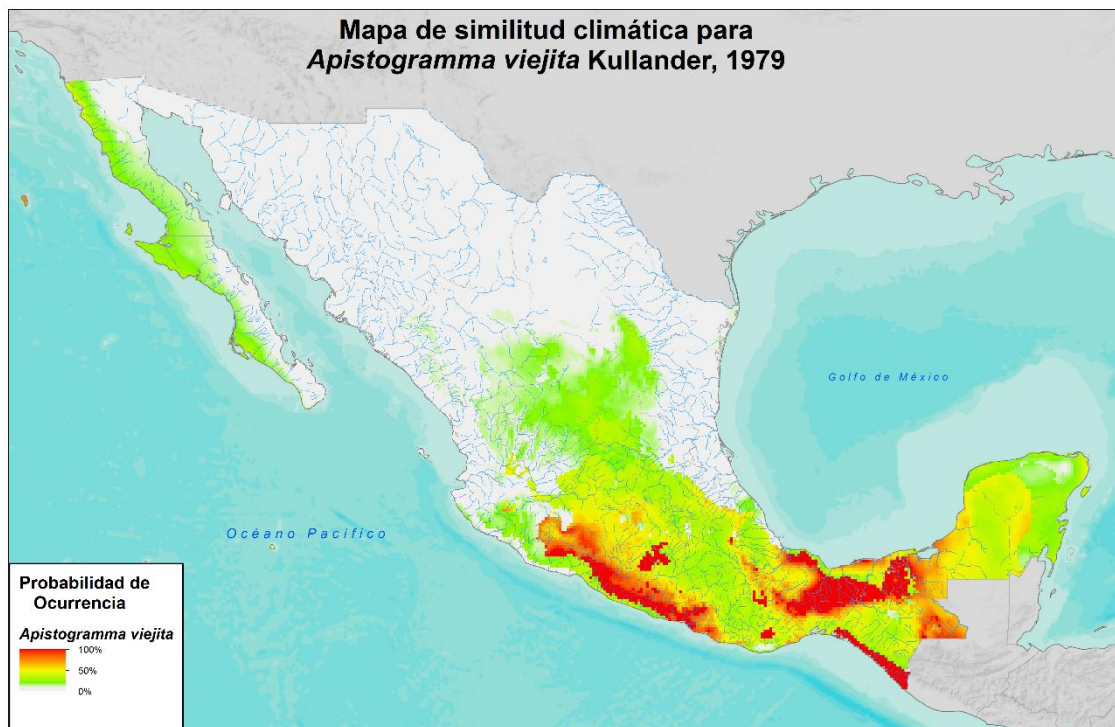 Mapa de similitud climática para
Apistogramma viejita Kullander, 1979
Golfo de México
Océano Pacífico
Probabilidad de
Ocurrencia
Apistogramma viejita
100%
50%
0%